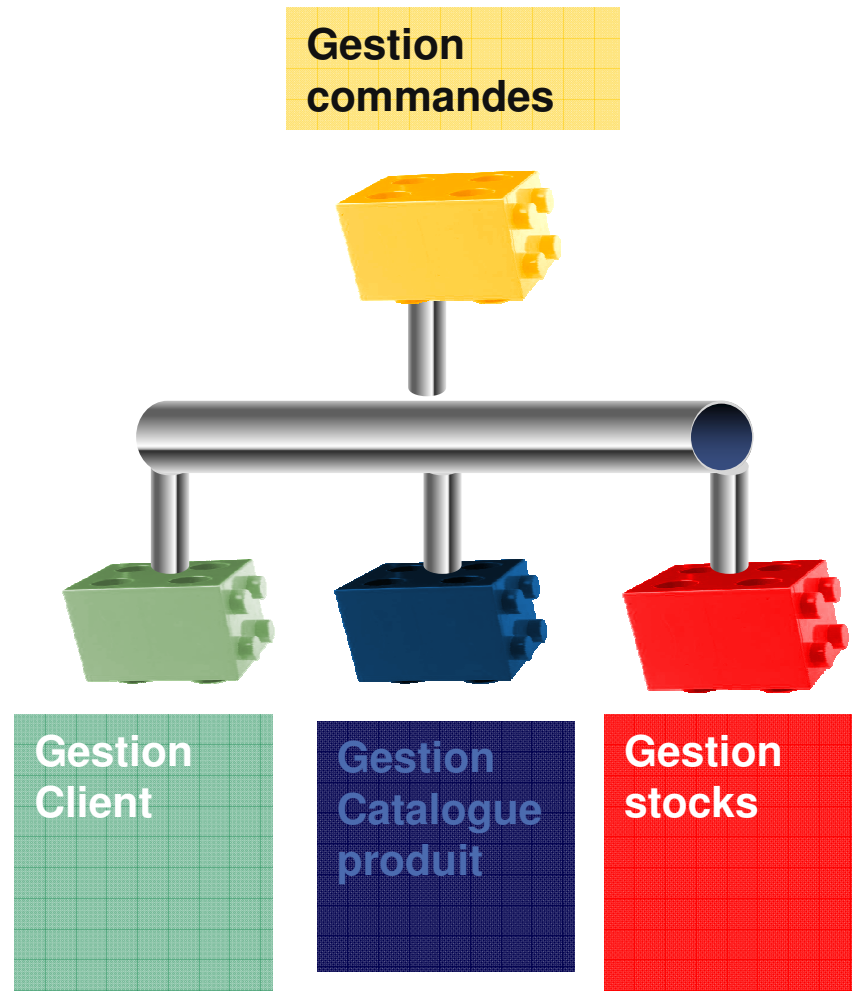 Gestion
commandes
Gestion
Client
Gestion
Catalogue
produit
Gestion
stocks